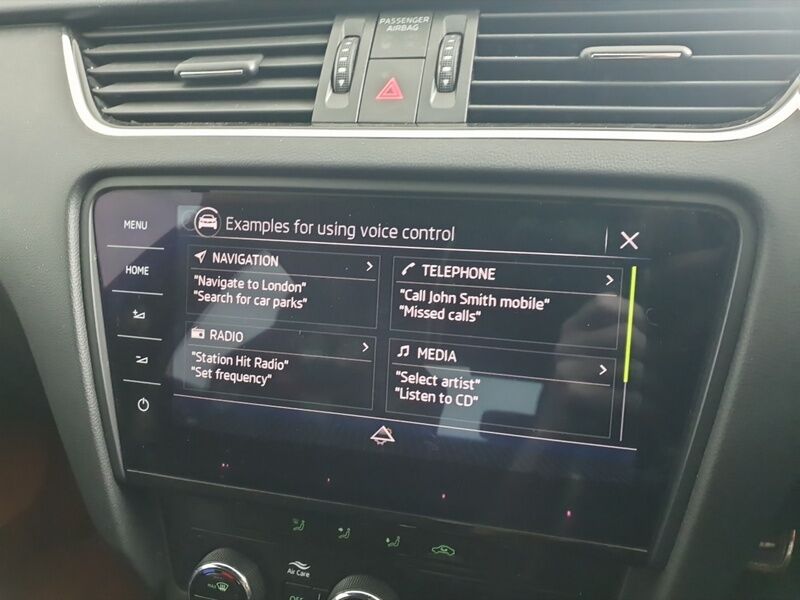 PASSENGER
AIRBAG
MENU
HOME
Examples for using voice control
NAVIGATION
"Navigate to London"
"Search for car parks"
TELEPHONE
"Call John Smith mobile"
"Missed calls"
RADIO
"Station Hit Radio"
"Set frequency"
MEDIA
"Select artist"
"Listen to CD"
Air Care
MAX
OFF